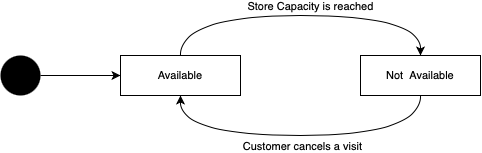 Store Capacity is reached
Available
Not Available
Customer cancels a visit